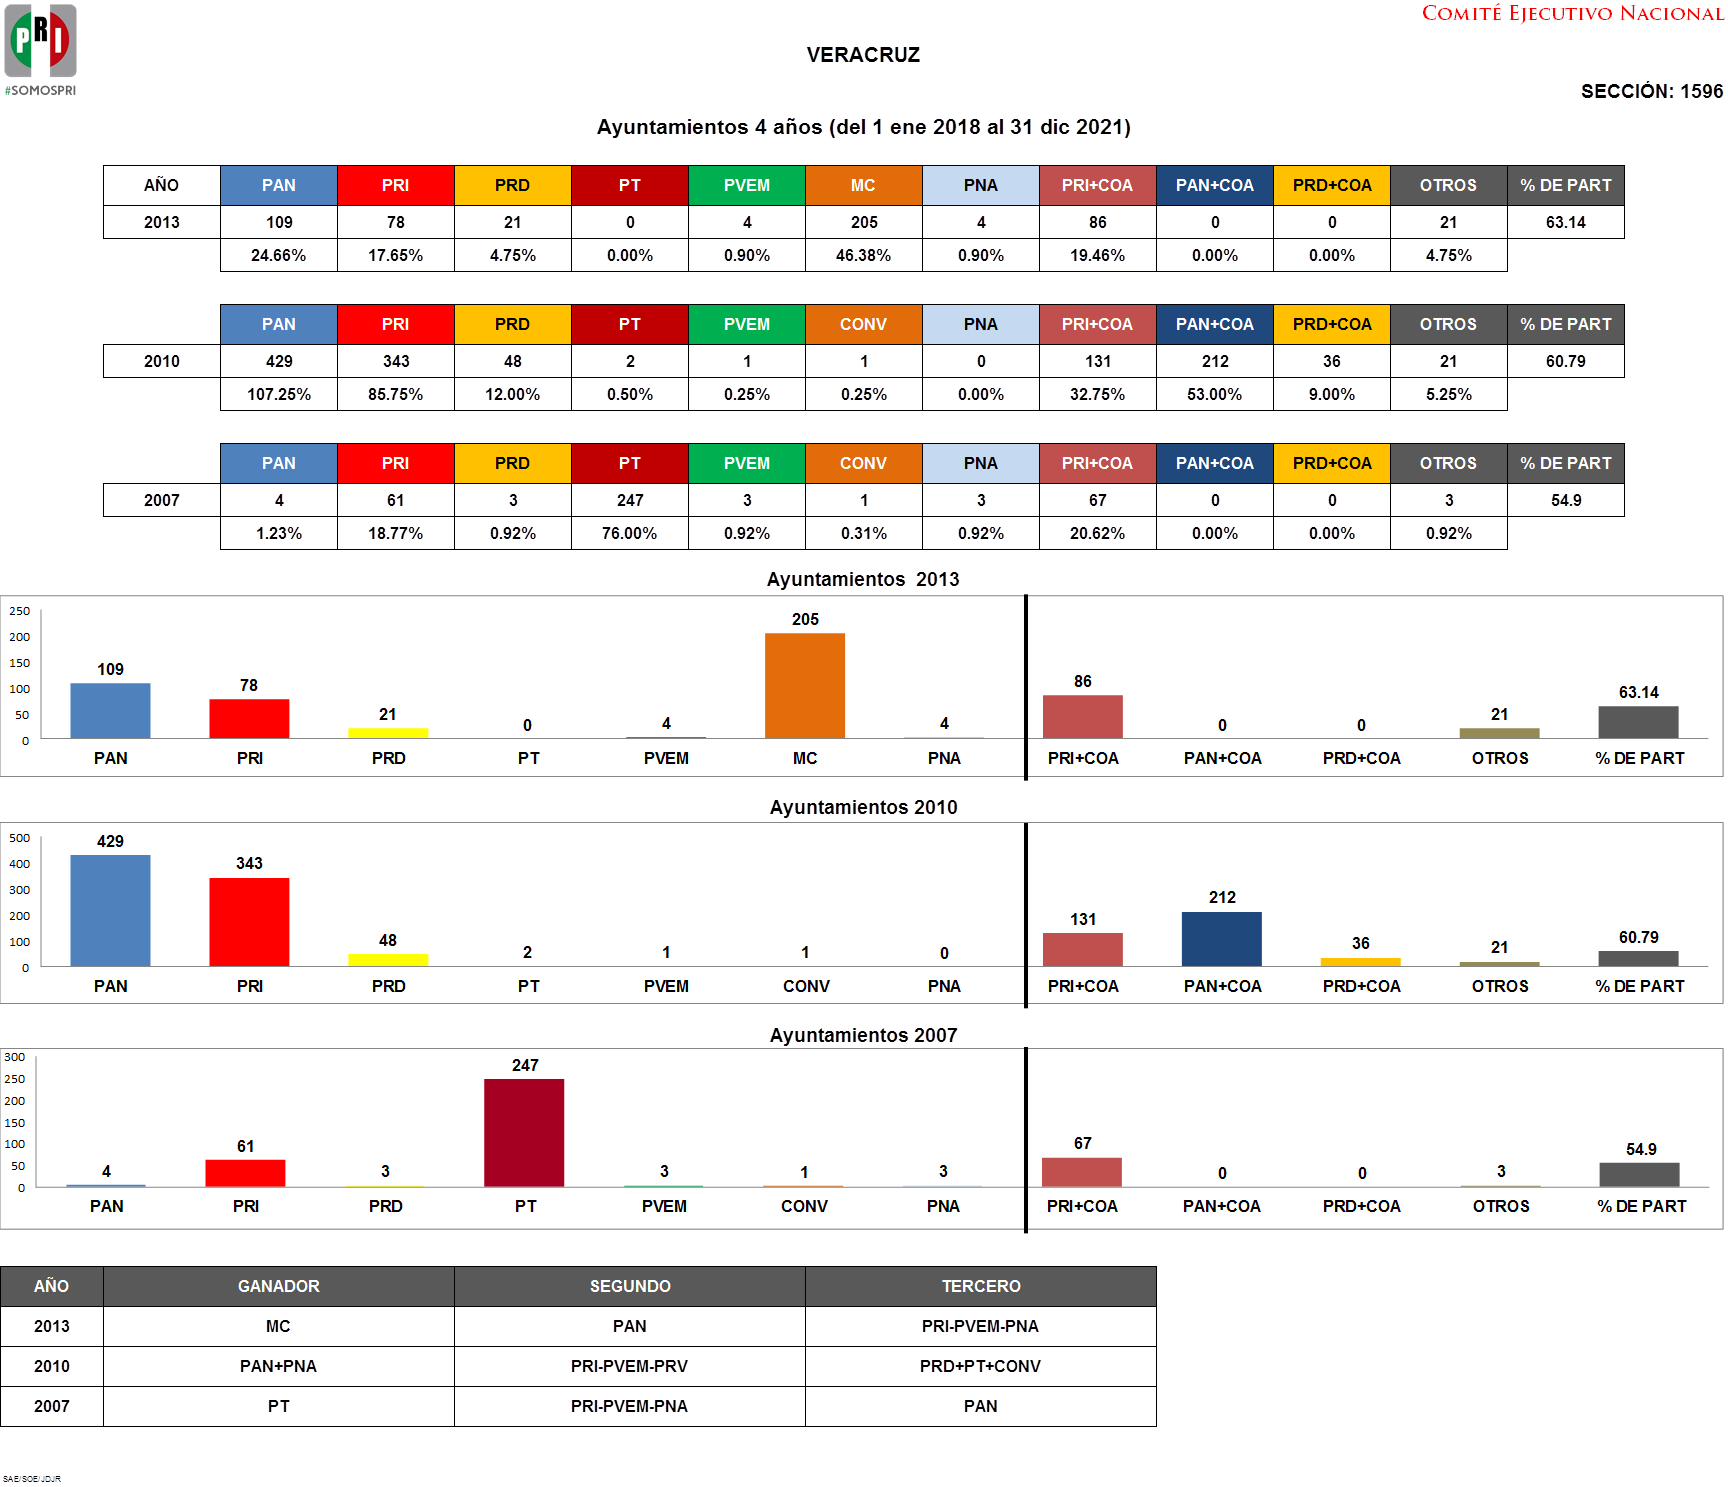 PRI
#SOMOSPRI
COMITÉ EJECUTIVO NACIONAL
VERACRUZ
SECCIÓN: 1596
Ayuntamientos 4 años (del 1 ene 2018 al 31 dic 2021)
AÑO PAN PRI PRD PT PVEM MC PNA PRI+COA PAN+COA PRD+COA OTROS % DE PART
2013 109 78 21 0 4 205 4 86 0 0 21 63.14
24.66% 17.65% 4.75% 0.00% 0.90% 46.38% 0.90% 19.46% 0.00% 0.00% 4.75%
PAN PRI PRD PT PVEM CONV PNA PRI+COA PAN+COA PRD+COA OTROS % DE PART
2010 429 343 48 2 1 1 0 131 212 36 21 60.79
107.25% 85.75% 12.00% 0.50% 0.25% 0.25% 0.00% 32.75% 53.00% 9.00% 5.25%
PAN PRI PRD PT PVEM CONV PNA PRI+COA PAN+COA PRD+COA OTROS % DE PART
2007 4 61 3 247 3 1 3 67 0 0 3 54.9
1.23% 18.77% 0.92% 76.00% 0.92% 0.31% 0.92% 20.62% 0.00% 0.00% 0.92%
Ayuntamientos 2013
250
200
150
100
50
0
109 78 21 0 4 205 4 86 0 0 21 63.14
PAN PRI PRD PT PVEM MC PNA PRI+COA PAN+COA PRD+COA OTROS % DE PART
Ayuntamientos 2010
500
400
300
200
100
0
429 343 48 2 1 1 0 131 212 36 21 60.79
PAN PRI PRD PT PVEM CONV PNA PRI+COA PAN+COA PRD+COA OTROS % DE PART
Ayuntamientos 2007
300
250
200
150
100
50
0
4 61 3 247 3 1 3 67 0 0 3 54.9
PAN PRI PRD PT PVEM CONV PNA PRI+COA PAN+COA PRD+COA OTROS % DE PART
AÑO GANADOR SEGUNDO TERCERO
2013 MC PAN PRI-PVEM-PNA
2010 PAN+PNA PRI-PVEM-PRV PRD+PT+CONV
2007 PT PRI-PVEM-PNA PAN
SAE/SOE/JDJR